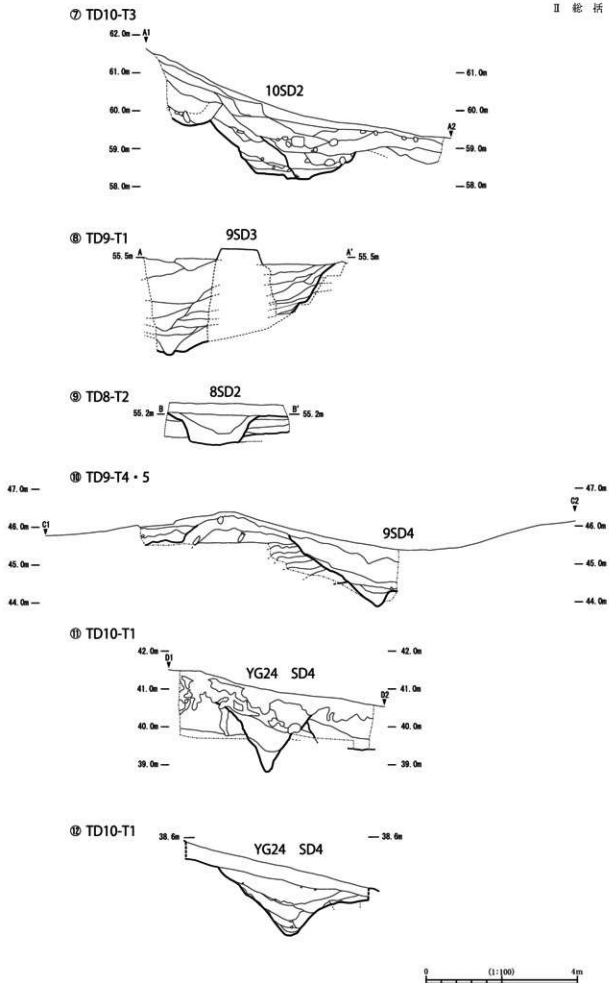 Ⅱ 総 括
⑦ TD10-T3
62.0m — A1
61.0m — — 61.0m
10SD2
60.0m — — 60.0m
A2
59.0m — — 59.0m
58.0m — — 58.0m
⑧ TD9-T1
9SD3
A A'
55.5m — — 55.5m
⑨ TD8-T2
8SD2
B B'
55.2m — — 55.2m
⑩ TD9-T4・5
47.0m — — 47.0m
C1 C2
46.0m — — 46.0m
9SD4
45.0m — — 45.0m
44.0m — — 44.0m
⑪ TD10-T1
42.0m — — 42.0m
D1
YG24 SD4
41.0m — — 41.0m
D2
40.0m — — 40.0m
39.0m — — 39.0m
⑫ TD10-T1
38.6m — — 38.6m
YG24 SD4
0 (1:100) 4m